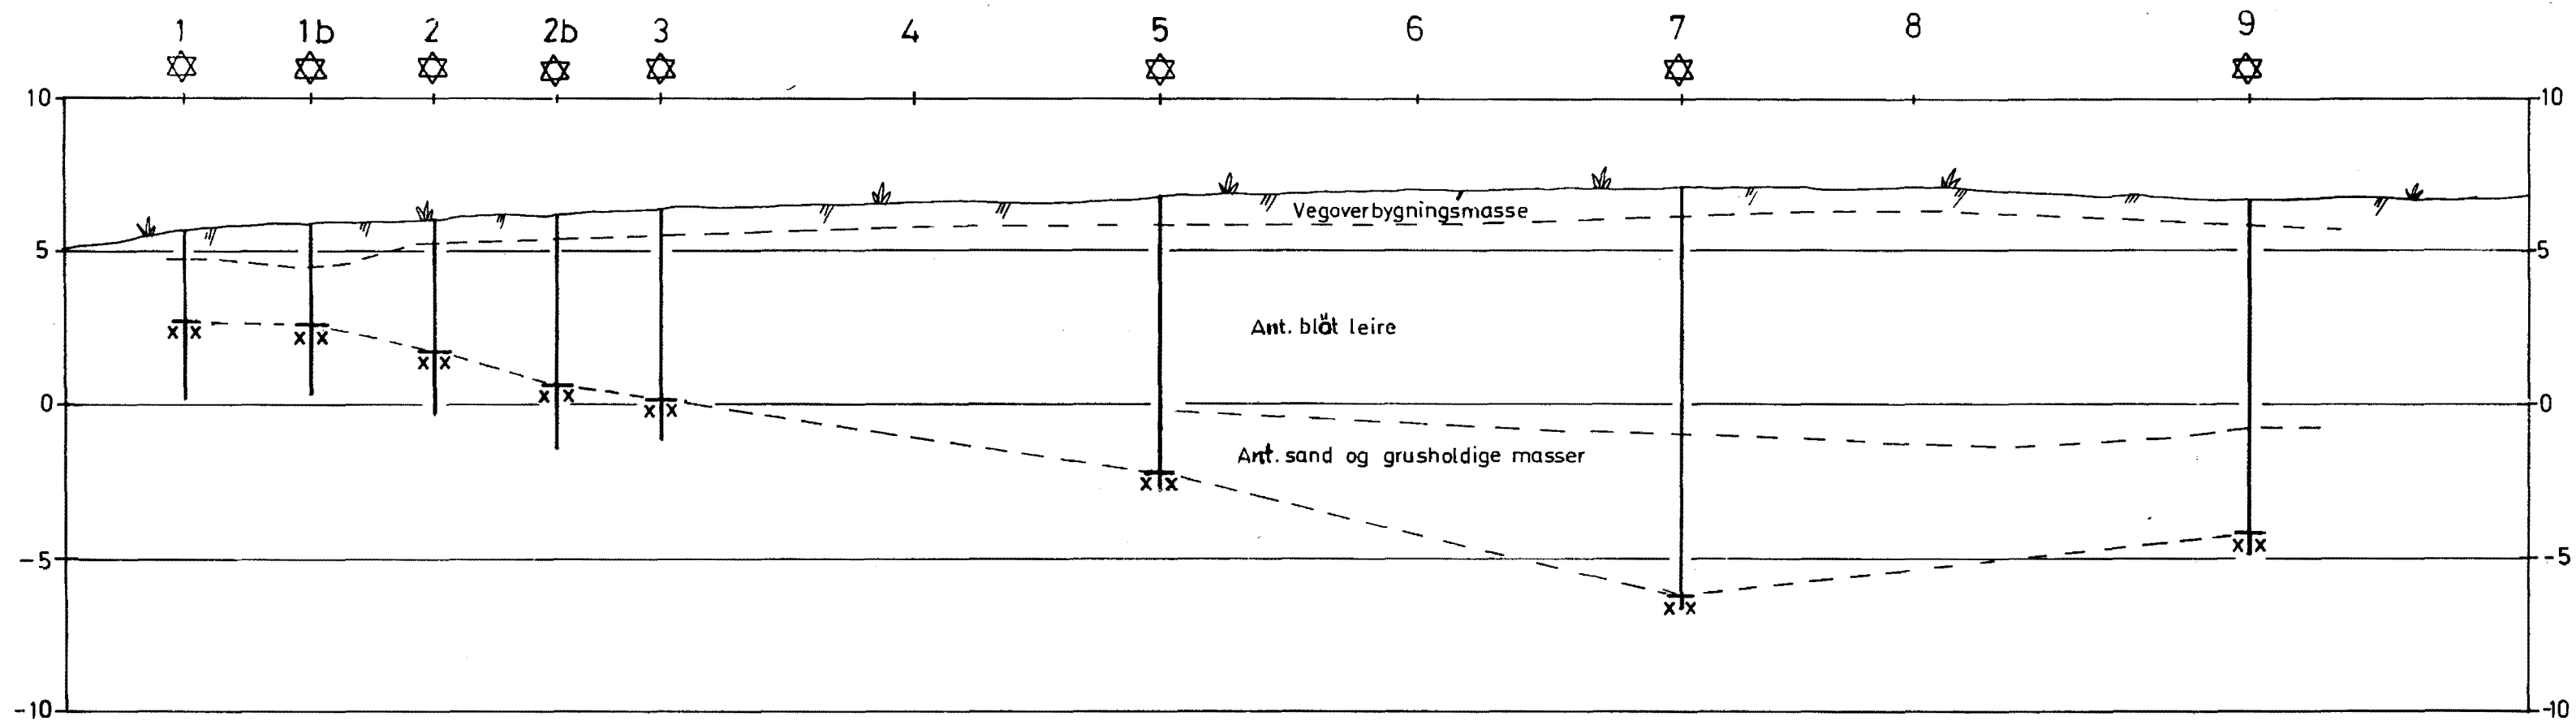 1 1b 2 2b 3 4 5 6 7 8 9
10 10
Vegoverbygningsmasse
5 5
Ant. blöt leire
x x x x x x x x x x
0 0
Ant. sand og grusholdige masser
x x x x
-5 -5
x x
-10 -10